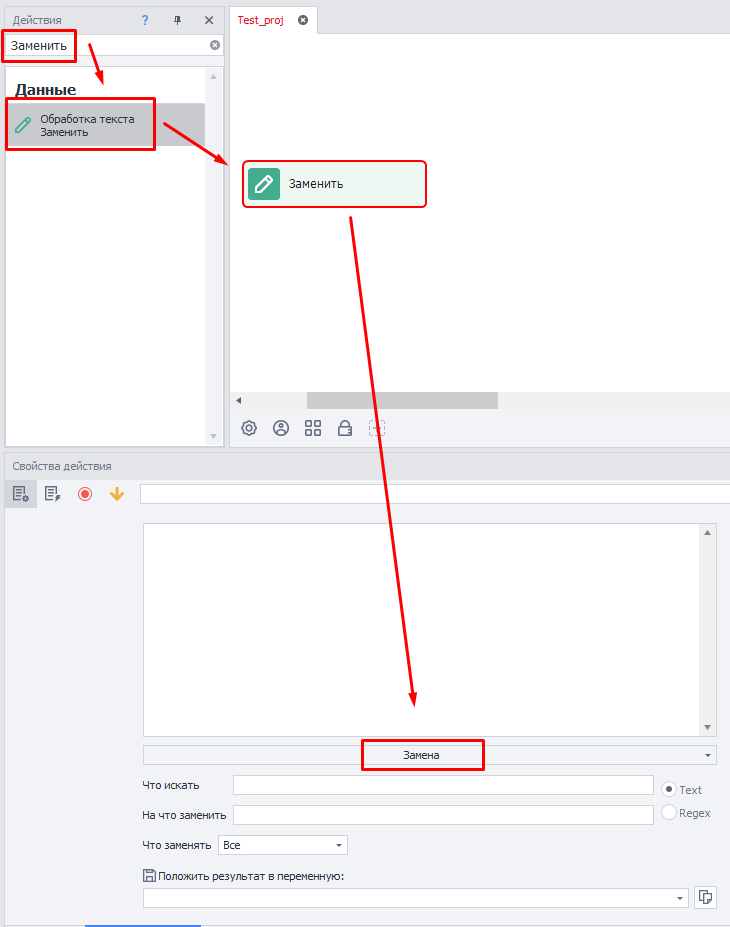 Действия ?
Test_proj
Заменить
Данные
Обработка текста
Заменить
Заменить
Свойства действия
Замена
Что искать
Text
На что заменить
Regex
Что заменять Все
Положить результат в переменную: